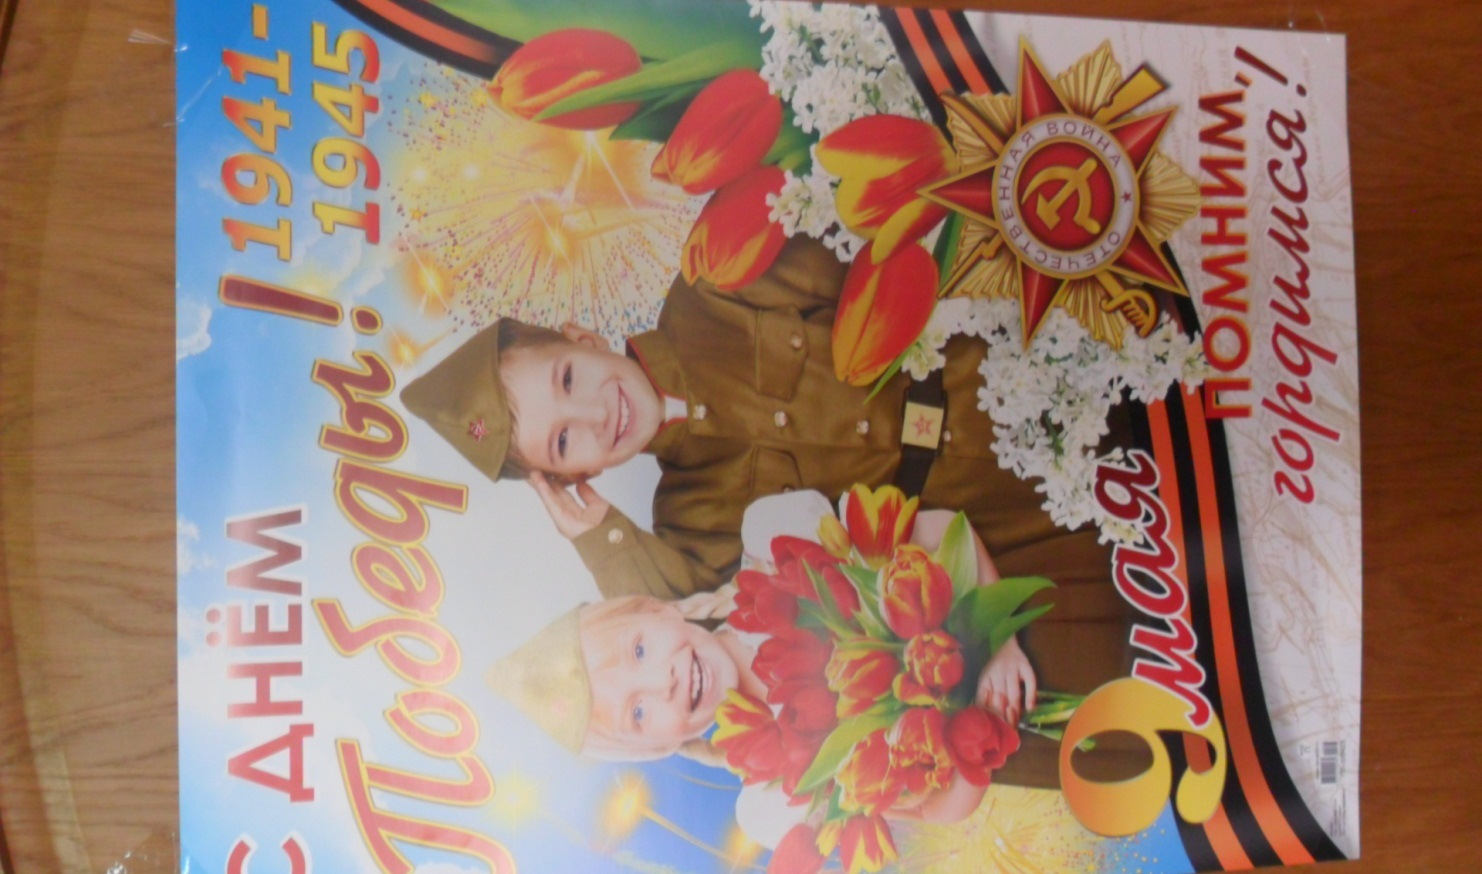 С ДНЁМ
Победы!
1941-
1945
ОТЕЧЕСТВЕННАЯ ВОЙНА
9 мая
ПОМНИМ,
гордимся!